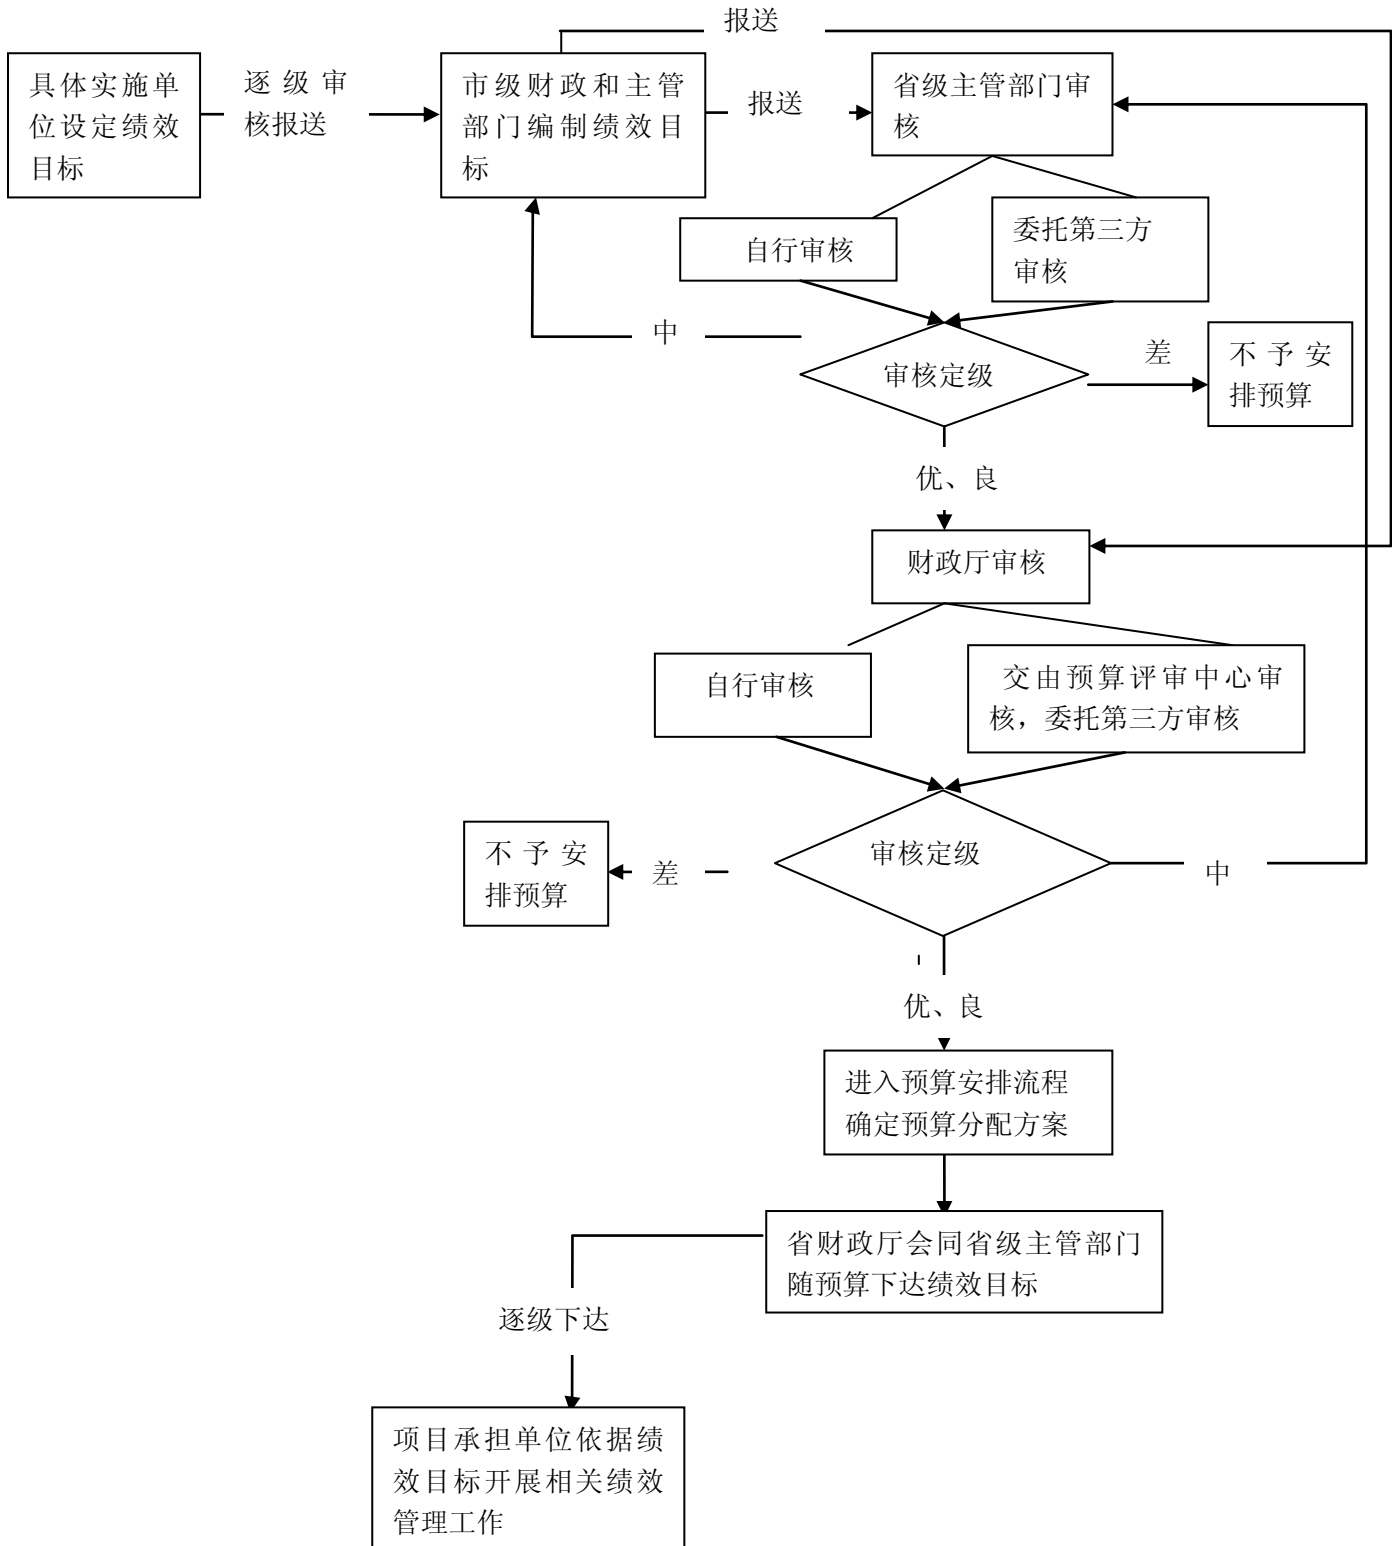 报送
具体实施单
位设定绩效
目标
逐级审
核报送
市级财政和主管
部门编制绩效目
标
报送
省级主管部门审
核
自行审核
委托第三方
审核
中
审核定级
差
不予安
排预算
优、良
财政厅审核
自行审核
交由预算评审中心审
核，委托第三方审核
不予安
排预算
差
审核定级
中
优、良
进入预算安排流程
确定预算分配方案
省财政厅会同省级主管部门
随预算下达绩效目标
逐级下达
项目承担单位依据绩
效目标开展相关绩效
管理工作